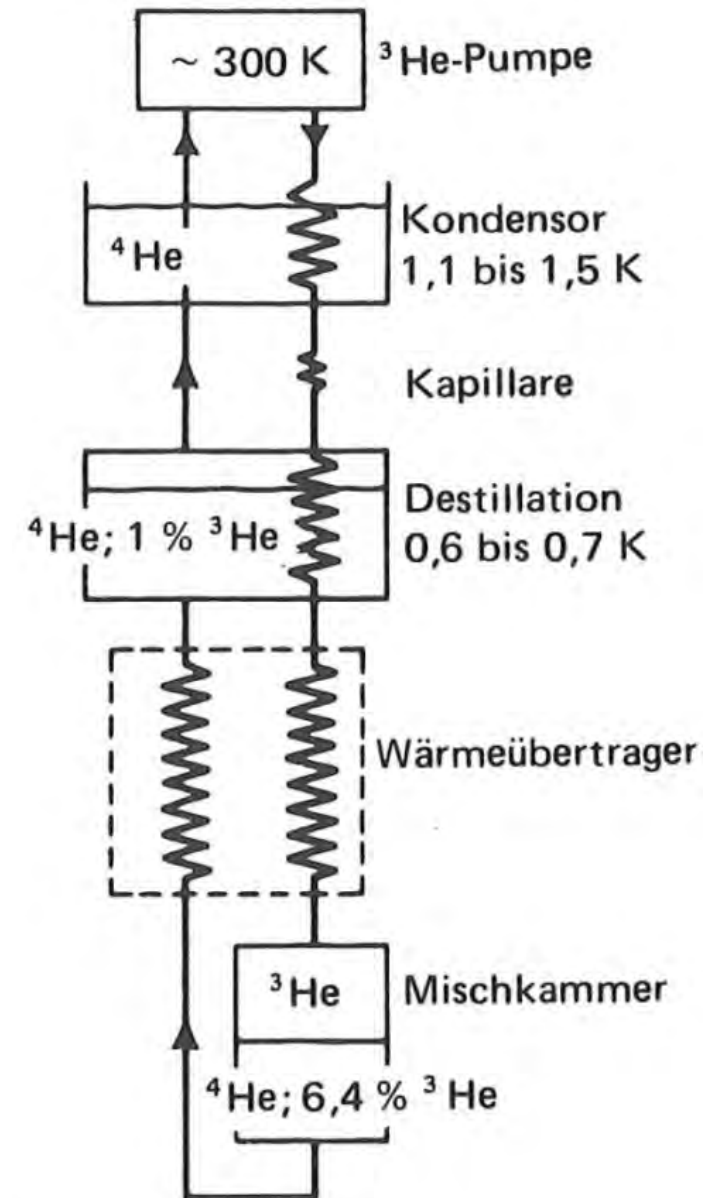 ~ 300 K
³He-Pumpe
⁴He
Kondensor
1,1 bis 1,5 K
Kapillare
⁴He; 1 % ³He
Destillation
0,6 bis 0,7 K
Wärmeübertrager
³He
Mischkammer
⁴He; 6,4 % ³He